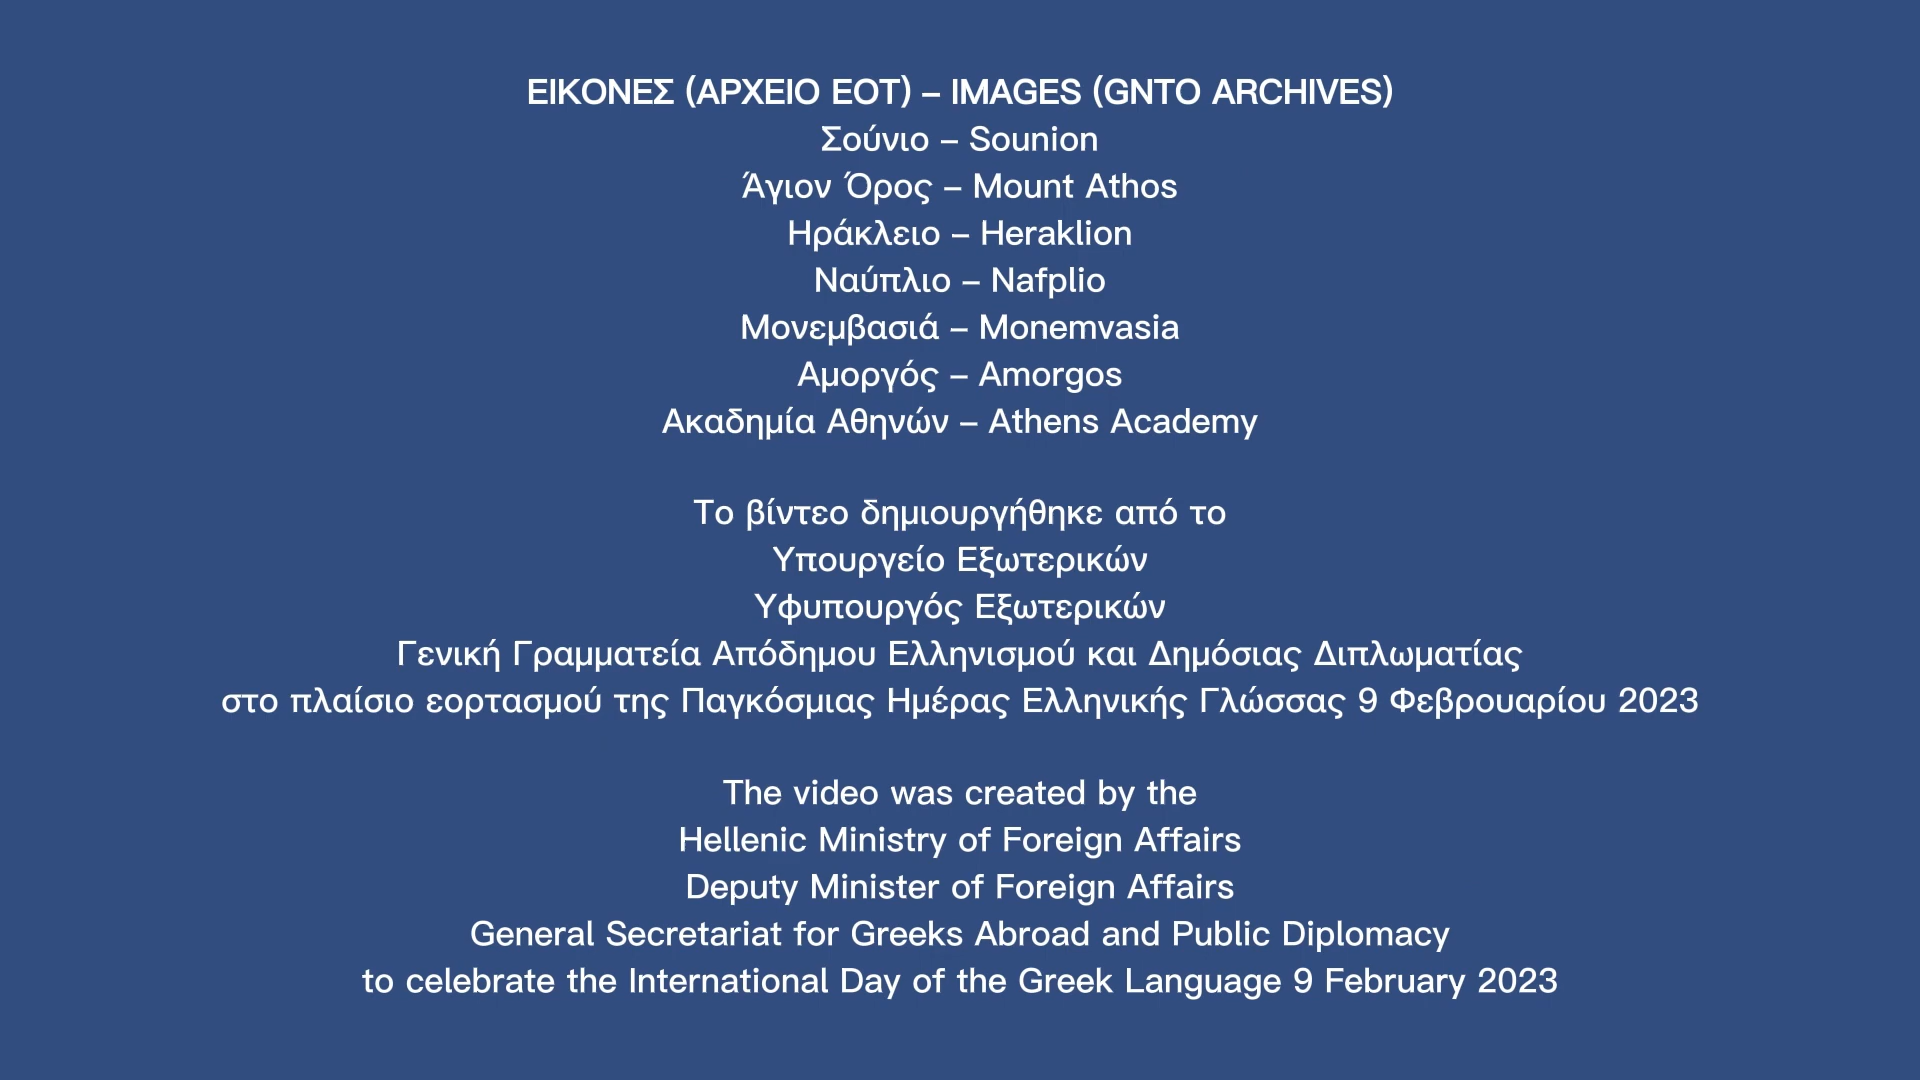 ΕΙΚΟΝΕΣ (ΑΡΧΕΙΟ ΕΟΤ) – IMAGES (GNTO ARCHIVES)
Σούνιο – Sounion
Άγιον Όρος – Mount Athos
Ηράκλειο – Heraklion
Ναύπλιο – Nafplio
Μονεμβασιά – Monemvasia
Αμοργός – Amorgos
Ακαδημία Αθηνών – Athens Academy
Το βίντεο δημιουργήθηκε από το
Υπουργείο Εξωτερικών
Υφυπουργός Εξωτερικών
Γενική Γραμματεία Απόδημου Ελληνισμού και Δημόσιας Διπλωματίας
στο πλαίσιο εορτασμού της Παγκόσμιας Ημέρας Ελληνικής Γλώσσας 9 Φεβρουαρίου 2023
The video was created by the
Hellenic Ministry of Foreign Affairs
Deputy Minister of Foreign Affairs
General Secretariat for Greeks Abroad and Public Diplomacy
to celebrate the International Day of the Greek Language 9 February 2023